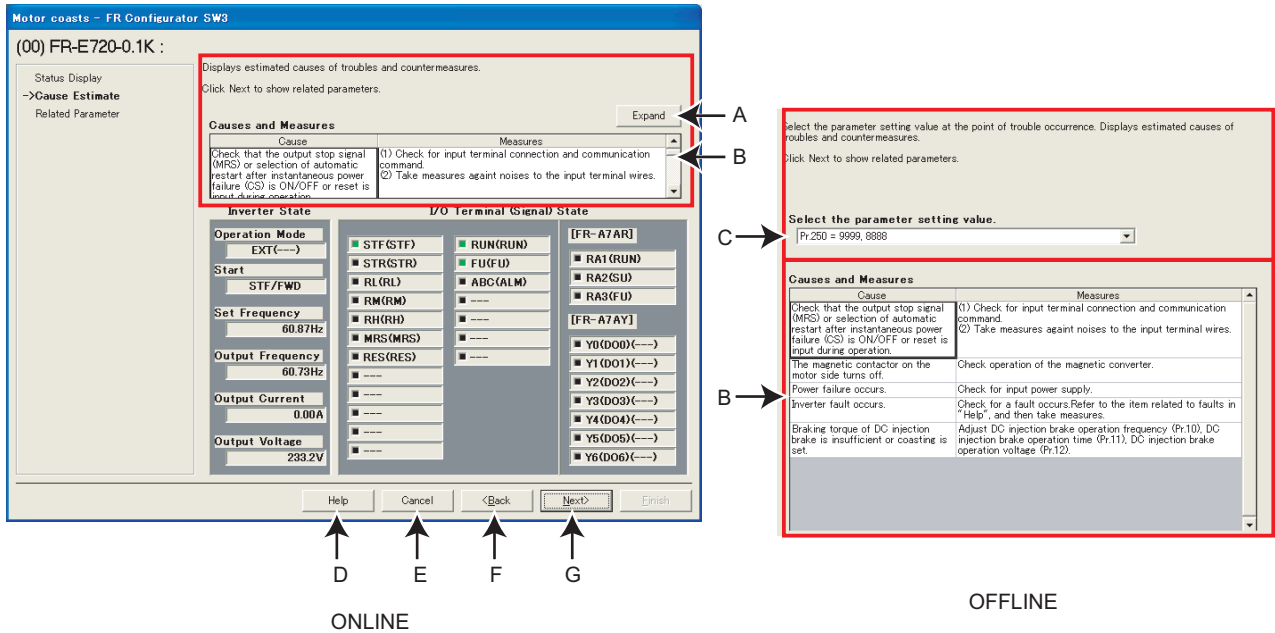 Motor coasts - FR Configurator SW3
(00) FR-E720-0.1K :
Status Display
->Cause Estimate
Related Parameter
Displays estimated causes of troubles and countermeasures.
Click Next to show related parameters.
Expand
A
Causes and Measures
Cause
Measures
B
Check that the output stop signal
(MRS) or selection of automatic
restart after instantaneous power
failure (CS) is ON/OFF or reset is
input during operation.
(1) Check for input terminal connection and communication
command.
(2) Take measures againt noises to the input terminal wires.
Inverter State
I/O Terminal (Signal) State
Operation Mode
EXT(---)
Start
STF/FWD
Set Frequency
60.87Hz
Output Frequency
60.73Hz
Output Current
0.00A
Output Voltage
233.2V
STF(STF)
STR(STR)
RL(RL)
RM(RM)
RH(RH)
MRS(MRS)
RES(RES)
---
---
---
---
RUN(RUN)
FU(FU)
ABC(ALM)
---
---
---
---
[FR-A7AR]
RA1(RUN)
RA2(SU)
RA3(FU)
[FR-A7AY]
Y0(DO0)(---)
Y1(DO1)(---)
Y2(DO2)(---)
Y3(DO3)(---)
Y4(DO4)(---)
Y5(DO5)(---)
Y6(DO6)(---)
Help
Cancel
<Back
Next>
Finish
D
E
F
G
ONLINE
Select the parameter setting value at the point of trouble occurrence. Displays estimated causes of
troubles and countermeasures.
Click Next to show related parameters.
Select the parameter setting value.
C
Pr.250 = 9999, 8888
Causes and Measures
Cause
Measures
Check that the output stop signal
(MRS) or selection of automatic
restart after instantaneous power
failure (CS) is ON/OFF or reset is
input during operation.
(1) Check for input terminal connection and communication
command.
(2) Take measures againt noises to the input terminal wires.
The magnetic contactor on the
motor side turns off.
Check operation of the magnetic converter.
B
Power failure occurs.
Check for input power supply.
Inverter fault occurs.
Check for a fault occurs.Refer to the item related to faults in
"Help", and then take measures.
Braking torque of DC injection
brake is insufficient or coasting is
set.
Adjust DC injection brake operation frequency (Pr.10), DC
injection brake operation time (Pr.11), DC injection brake
operation voltage (Pr.12).
OFFLINE